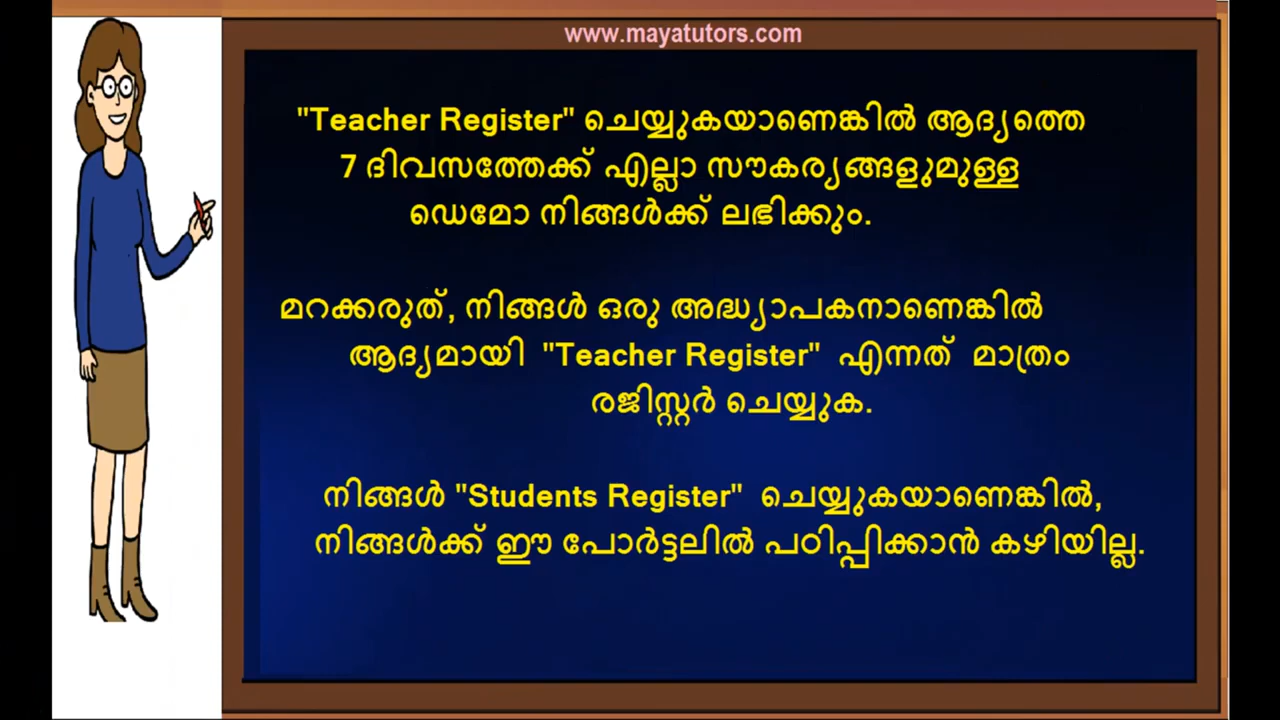 www.mayatutors.com
"Teacher Register" ചെയ്യുകയാണെങ്കിൽ ആദ്യത്തെ
7 ദിവസത്തേക്ക് എല്ലാ സൗകര്യങ്ങളുമുള്ള
ഡെമോ നിങ്ങൾക്ക് ലഭിക്കും.
മറക്കരുത്, നിങ്ങൾ ഒരു അദ്ധ്യാപകനാണെങ്കിൽ
ആദ്യമായി "Teacher Register" എന്നത് മാത്രം
രജിസ്റ്റർ ചെയ്യുക.
നിങ്ങൾ "Students Register" ചെയ്യുകയാണെങ്കിൽ,
നിങ്ങൾക്ക് ഈ പോർട്ടലിൽ പഠിപ്പിക്കാൻ കഴിയില്ല.